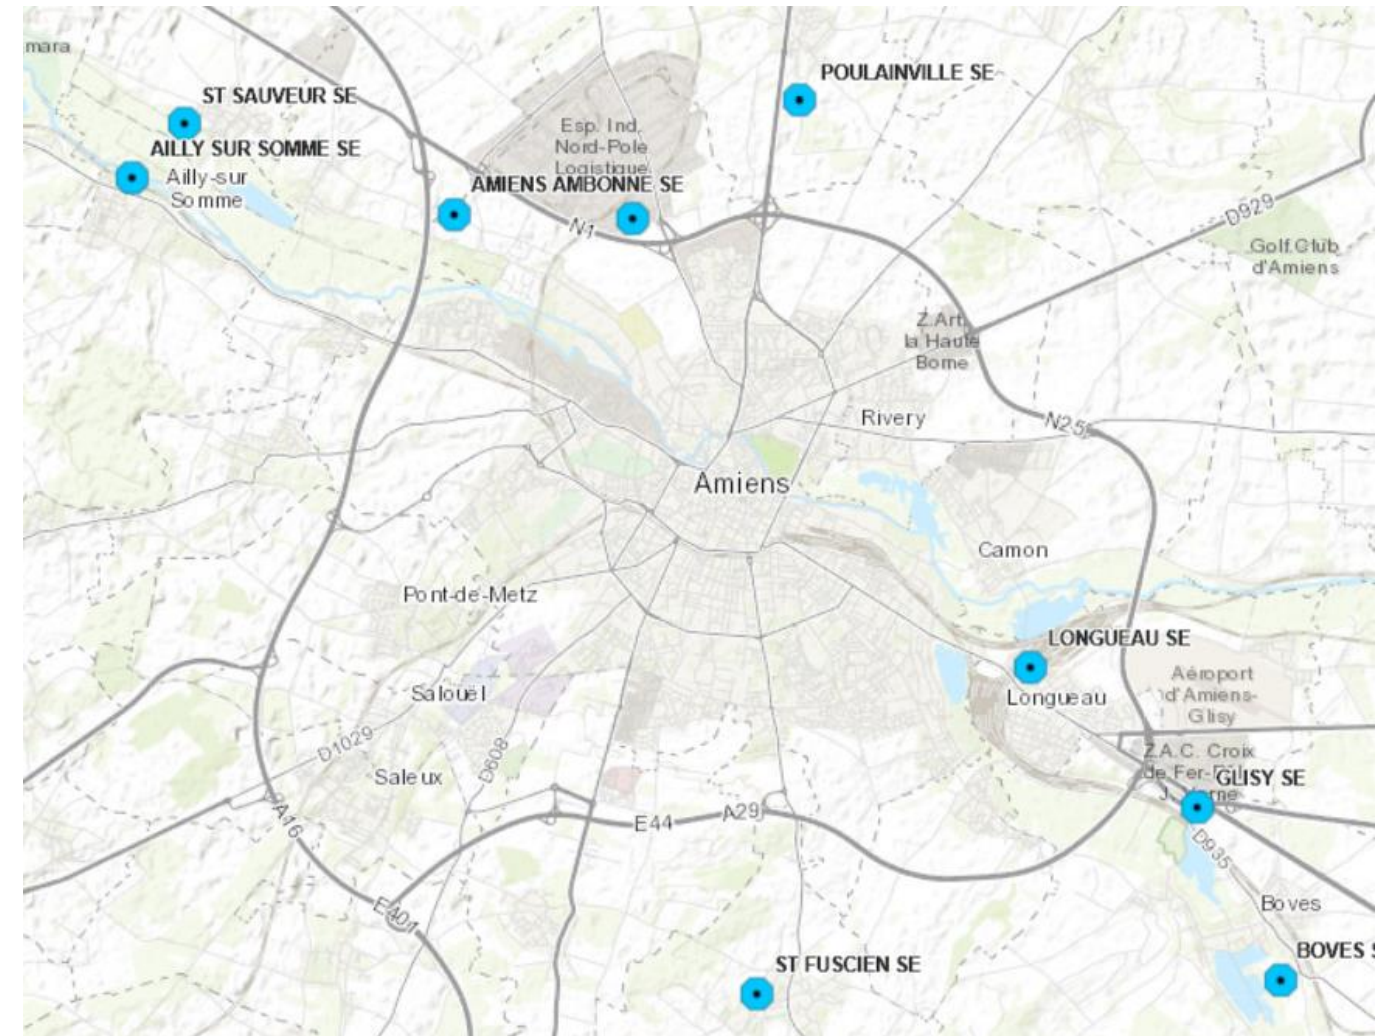 mara
POULAINVILLE SE
ST SAUVEUR SE
Esp. Ind.
Nord-Pole
Logistique
AILLY SUR SOMME SE
Ailly-sur
Somme
AMIENS AMBONNE SE
N1
D929
Golf Club
d'Amiens
Z.Art.
la Haute
Borne
Rivery
N25
Amiens
Camon
Pont-de-Metz
LONGUEAU SE
Aéroport
d'Amiens-
Glisy
Longueau
Salouël
D1029
D608
Saleux
Z.A.C. Croix
de Fer-
GLISY SE
J.
A16
E44
A29
D935
E401
Boves
BOVES
ST FUSCIEN SE